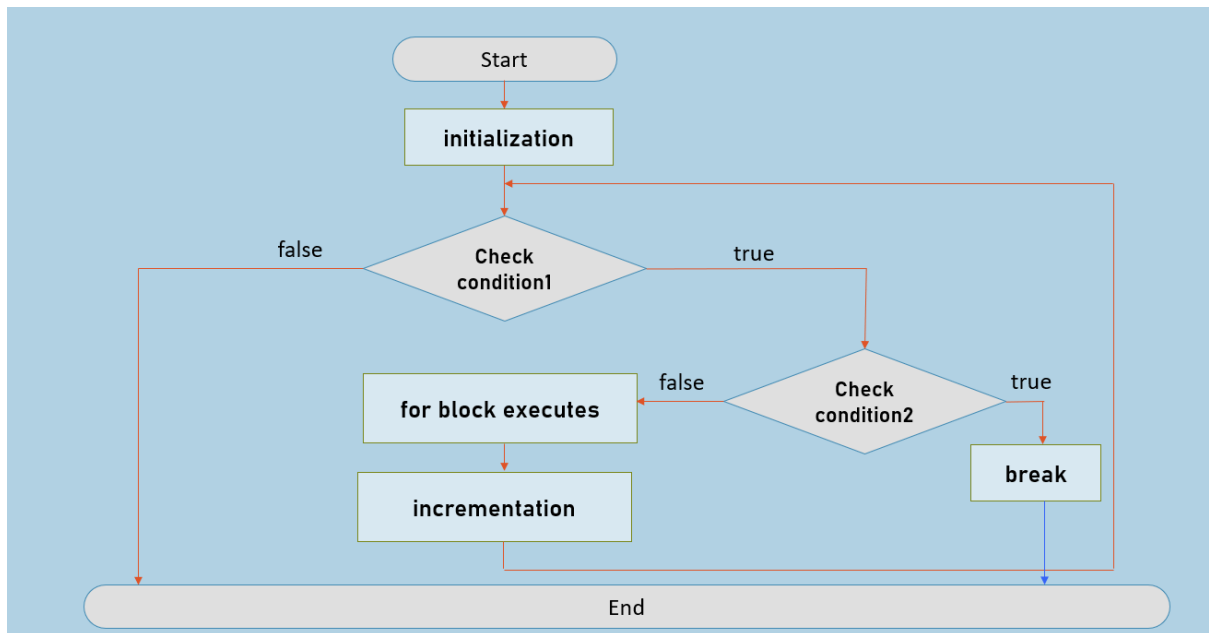 Start
initialization
false
Check
condition1
true
for block executes
false
Check
condition2
true
incrementation
break
End